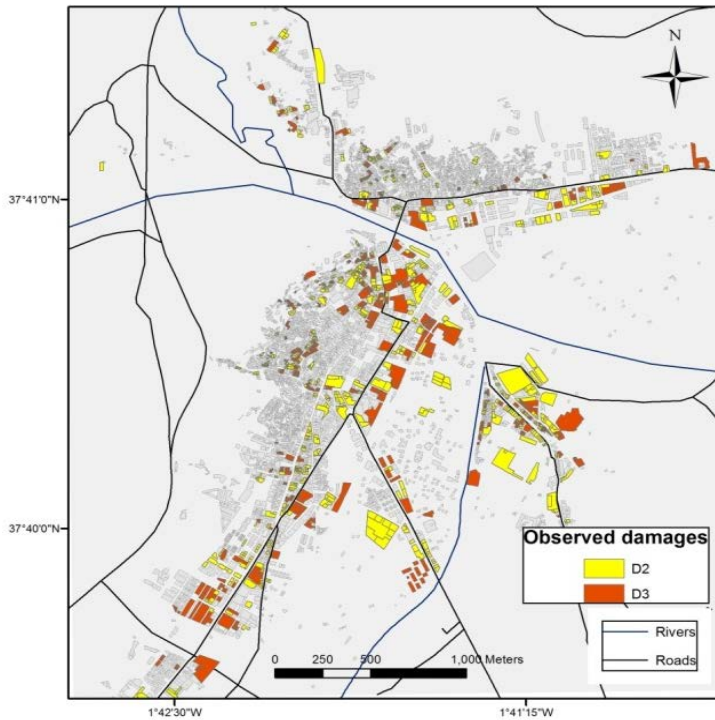 N
37°41'0"N
37°40'0"N
Observed damages
D2
D3
Rivers
Roads
0 250 500 1,000 Meters
1°42'30"W 1°41'15"W